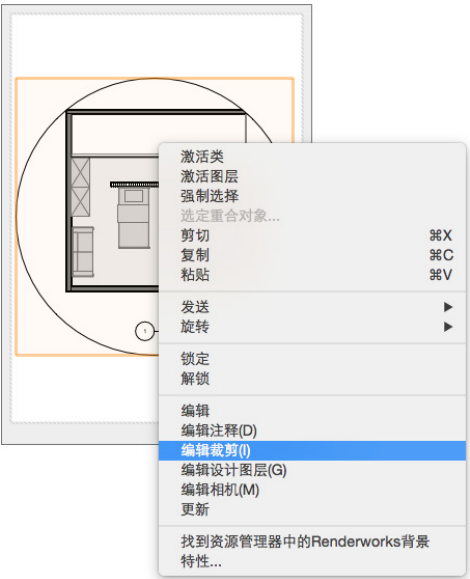 激活类
激活图层
强制选择
选定重合对象...
剪切 ⌘X
复制 ⌘C
粘贴 ⌘V
发送 ▶
旋转 ▶
锁定
解锁
编辑
编辑注释(D)
编辑裁剪(I)
编辑设计图层(G)
1
编辑相机(M)
更新
找到资源管理器中的Renderworks背景
特性...